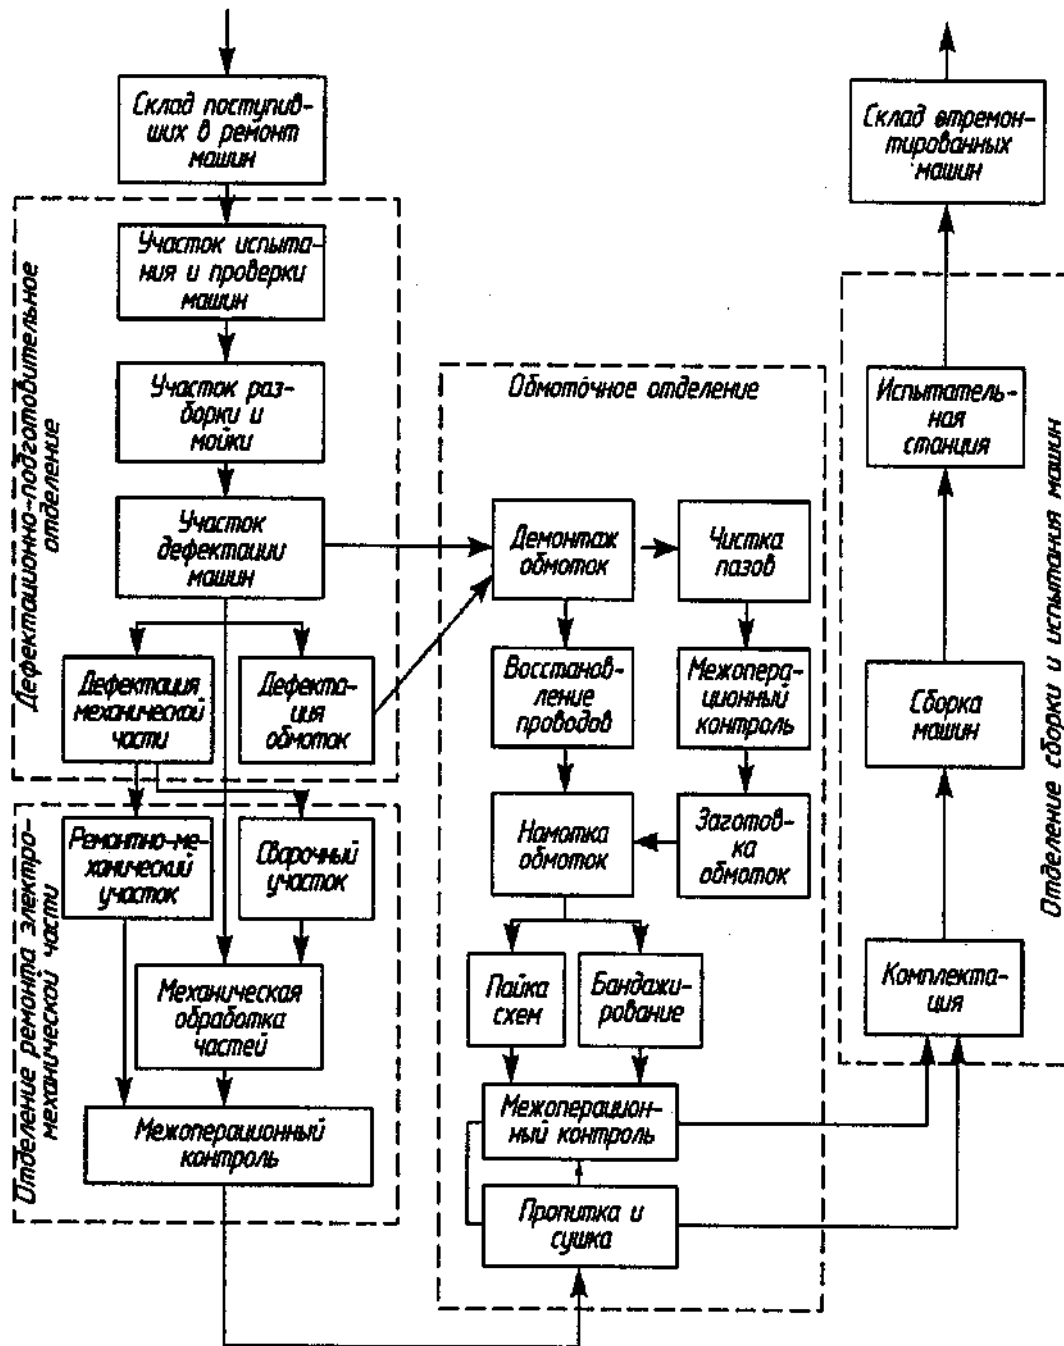 Склад поступив-
ших в ремонт
машин
Дефектационно-подготовительное
отделение
Участок испыта-
ния и проверки
машин
Участок раз-
борки и
мойки
Участок
дефектации
машин
Дефектация
механической
части
Дефекта-
ция
обмоток
Отделение ремонта электро-
механической части
Ремонтно-ме-
ханический
участок
Сварочный
участок
Механическая
обработка
частей
Межоперационный
контроль
Обмоточное отделение
Демонтаж
обмоток
Чистка
пазов
Восстанов-
ление
проводов
Межопера-
ционный
контроль
Намотка
обмоток
Заготов-
ка
обмоток
Пайка
схем
Бандажи-
рование
Межоперацион-
ный контроль
Пропитка и
сушка
Склад втремон-
тированных
машин
Отделение сборки и испытания машин
Испытатель-
ная
станция
Сборка
машин
Комплекта-
ция